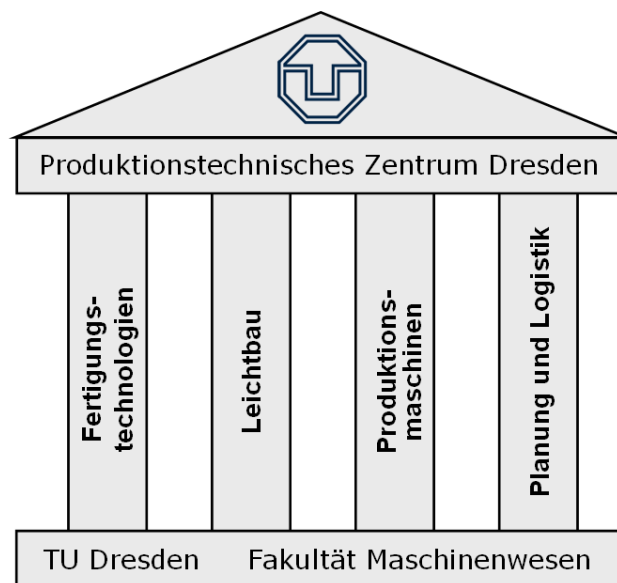 Produktionstechnisches Zentrum Dresden
Fertigungs-
technologien
Leichtbau
Produktions-
maschinen
Planung und Logistik
TU Dresden Fakultät Maschinenwesen